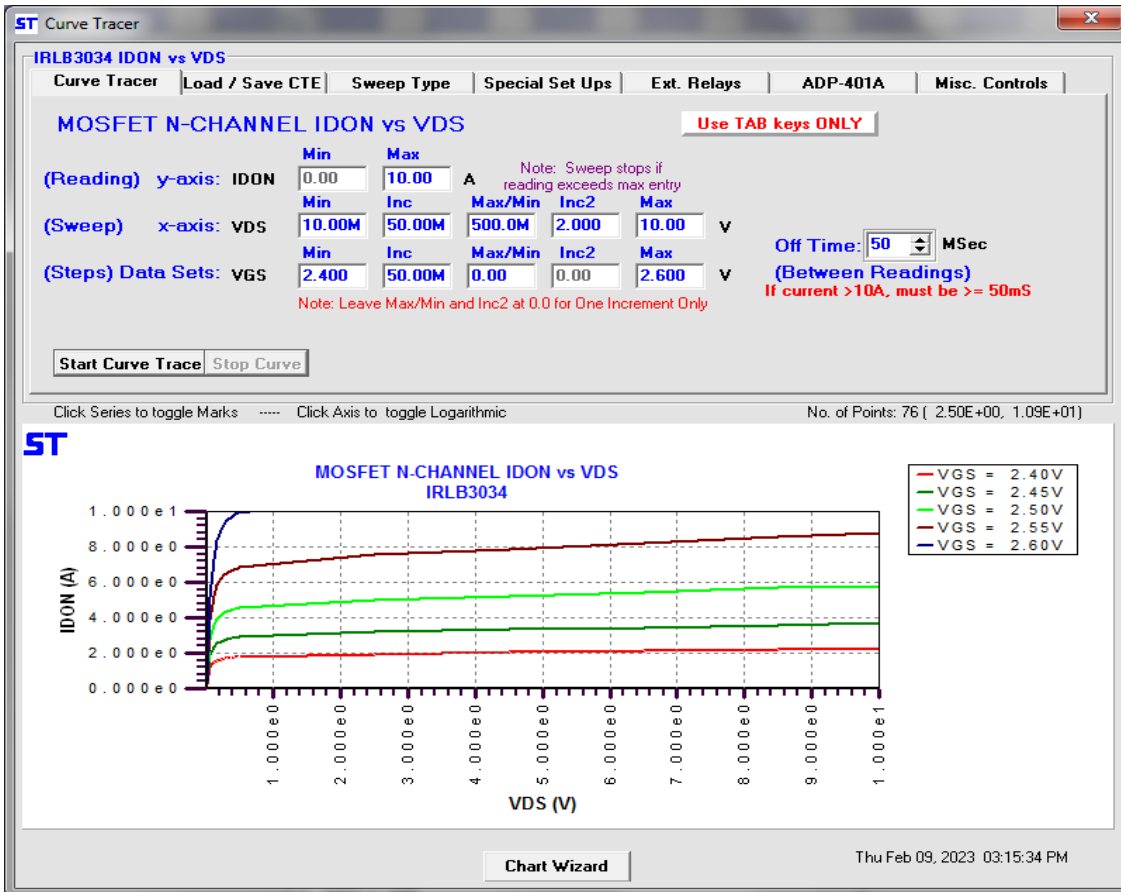 ST Curve Tracer
IRLB3034 IDON vs VDS
Curve Tracer Load / Save CTE Sweep Type Special Set Ups Ext. Relays ADP-401A Misc. Controls
MOSFET N-CHANNEL IDON vs VDS
Use TAB keys ONLY
Min Max
(Reading) y-axis: IDON 0.00 10.00 A
Note: Sweep stops if
reading exceeds max entry
Min Inc Max/Min Inc2 Max
(Sweep) x-axis: VDS 10.00M 50.00M 500.0M 2.000 10.00 V
Min Inc Max/Min Inc2 Max
(Steps) Data Sets: VGS 2.400 50.00M 0.00 0.00 2.600 V
Note: Leave Max/Min and Inc2 at 0.0 for One Increment Only
Off Time: 50 MSec
(Between Readings)
If current >10A, must be >= 50mS
Start Curve Trace Stop Curve
Click Series to toggle Marks ----- Click Axis to toggle Logarithmic
No. of Points: 76 ( 2.50E+00, 1.09E+01)
ST
MOSFET N-CHANNEL IDON vs VDS
IRLB3034
VGS = 2.40V
VGS = 2.45V
VGS = 2.50V
VGS = 2.55V
VGS = 2.60V
IDON (A)
1.000e1
8.000e0
6.000e0
4.000e0
2.000e0
0.000e0
1.000e0
2.000e0
3.000e0
4.000e0
5.000e0
6.000e0
7.000e0
8.000e0
9.000e0
1.000e1
VDS (V)
Chart Wizard
Thu Feb 09, 2023 03:15:34 PM